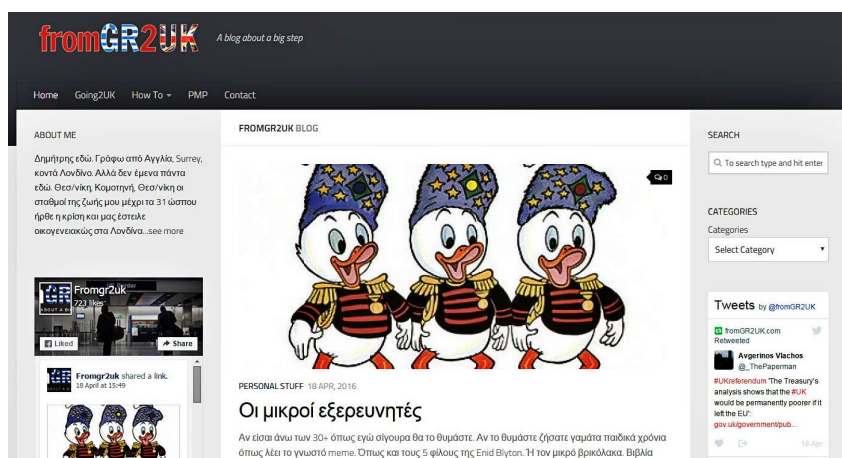 fromGR2UK
A blog about a big step
Home Going2UK How To PMP Contact
ABOUT ME
Δημήτρης εδώ. Γράφω από Αγγλία, Surrey,
κοντά Λονδίνο. Αλλά δεν έμενα πάντα
εδώ. Θεσ/νίκη, Κομοτηνή, Θεσ/νίκη οι
σταθμοί της ζωής μου μέχρι τα 31 ώσπου
ήρθε η κρίση και μας έστειλε
οικογενειακώς στα Λονδίνα...see more
GR
Fromgr2uk
723 likes
Liked
Share
Fromgr2uk shared a link.
18 April at 15:49
FROMGR2UK BLOG
0
PERSONAL STUFF 18 APR, 2016
Οι μικροί εξερευνητές
Αν είσαι άνω των 30+ όπως εγώ σίγουρα θα το θυμάστε. Αν το θυμάστε ζήσατε γαμάτα παιδικά χρόνια
όπως λέει το γνωστό meme. Όπως και τους 5 φίλους της Enid Blyton. Ή τον μικρό βρικόλακα. Βιβλία
SEARCH
To search type and hit enter
CATEGORIES
Categories
Select Category
Tweets by @fromGR2UK
fromGR2UK.com
Retweeted
Avgerinos Vlachos
@_ThePaperman
#UKreferendum 'The Treasury's
analysis shows that the #UK
would be permanently poorer if it
left the EU':
gov.uk/government/pub...
18 Apr